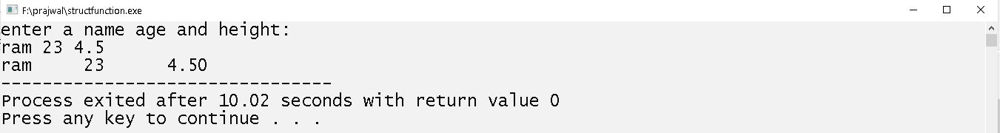 F:\prajwal\structfunction.exe
enter a name age and height:
ram 23 4.5
ram     23      4.50
--------------------------------
Process exited after 10.02 seconds with return value 0
Press any key to continue . . .